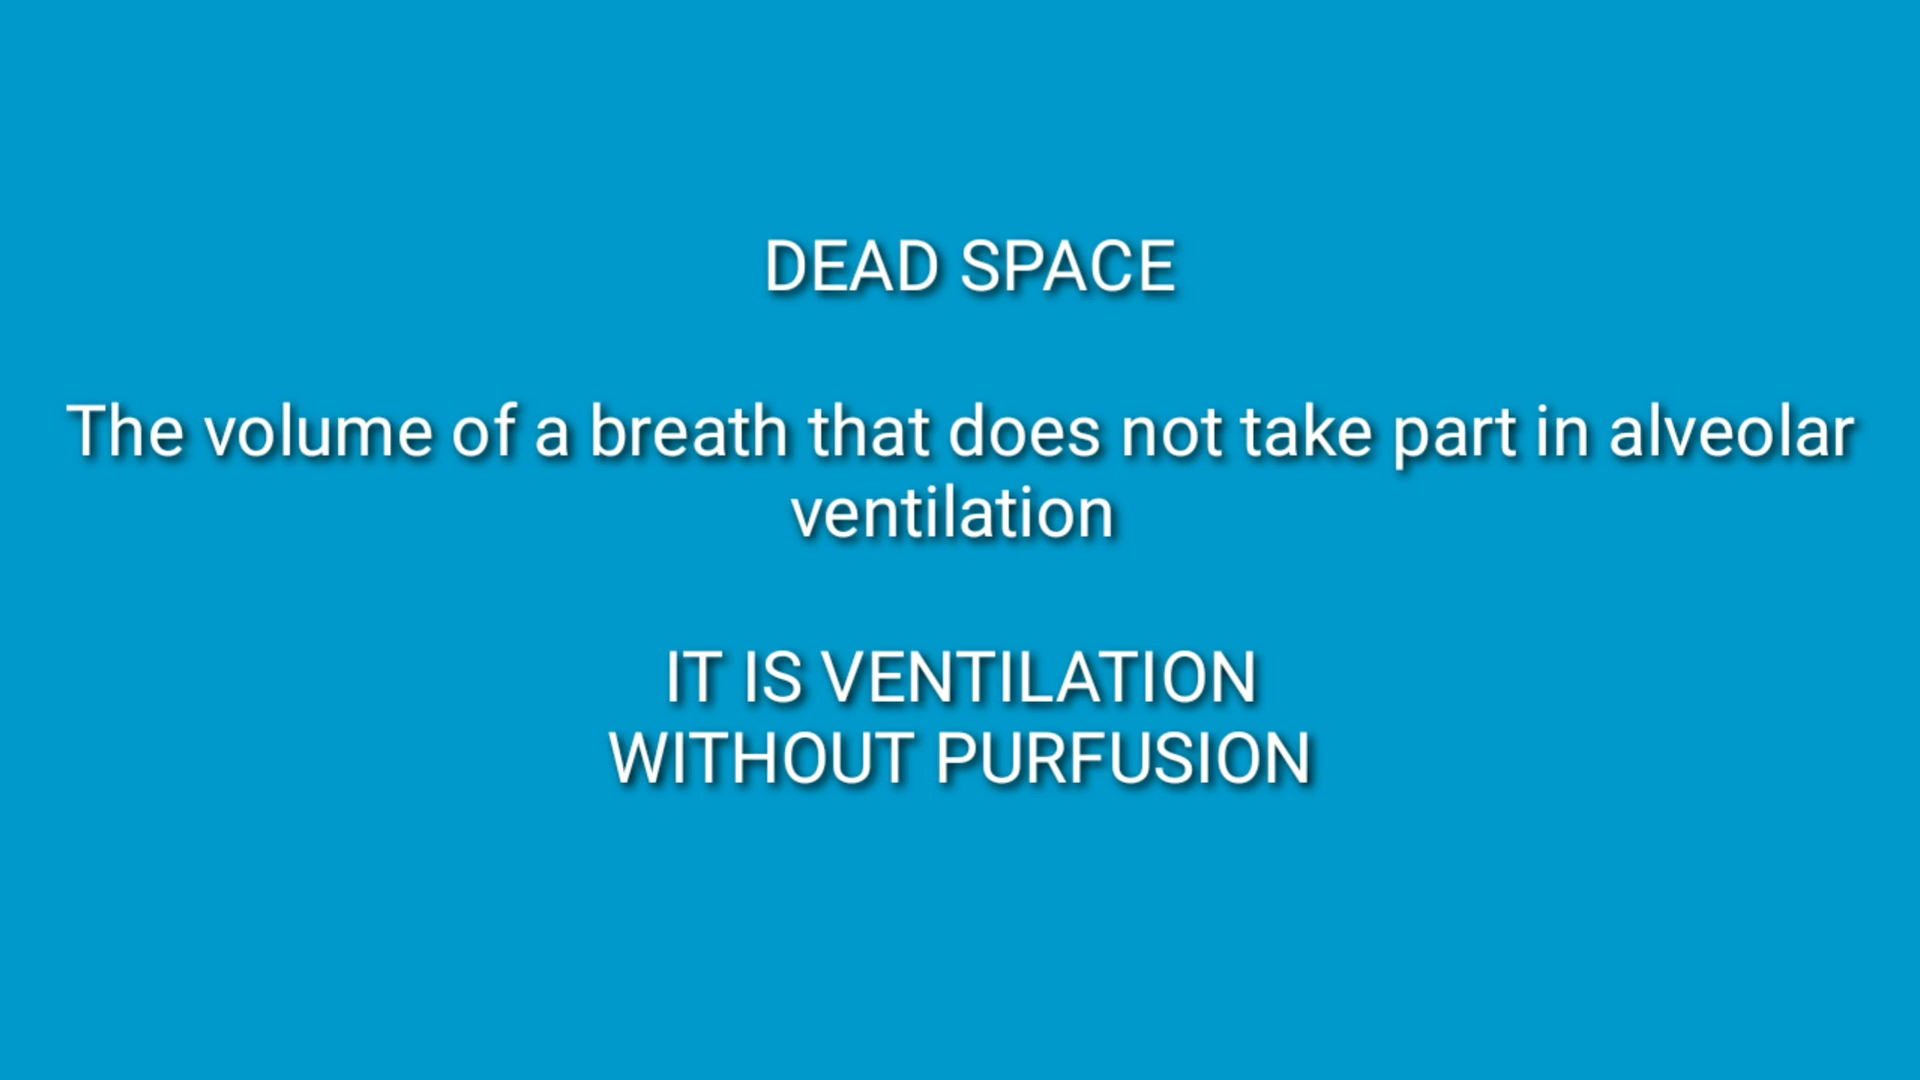 DEAD SPACE
The volume of a breath that does not take part in alveolar
ventilation
IT IS VENTILATION
WITHOUT PURFUSION